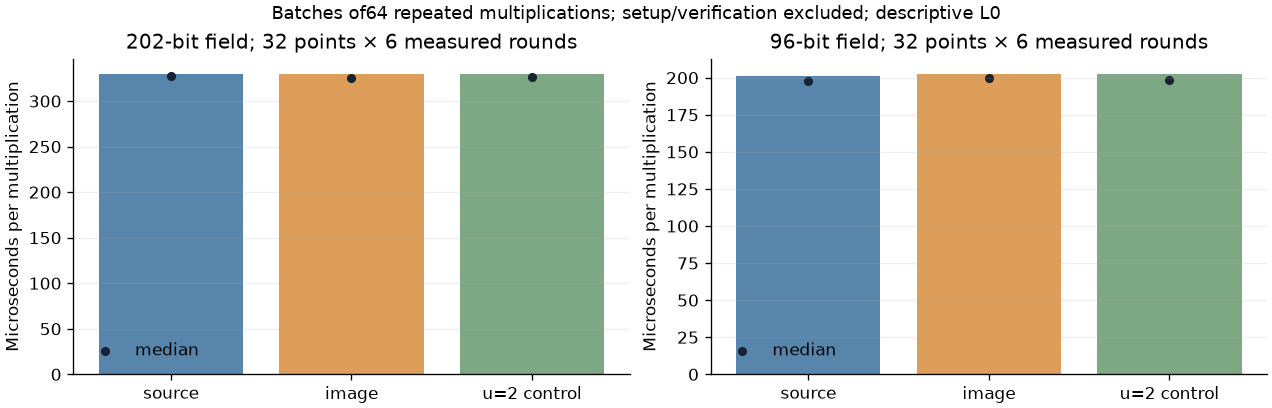 Batches of64 repeated multiplications; setup/verification excluded; descriptive L0
202-bit field; 32 points × 6 measured rounds
Microseconds per multiplication
300
250
200
150
100
50
0
median
source
image
u=2 control
96-bit field; 32 points × 6 measured rounds
Microseconds per multiplication
200
175
150
125
100
75
50
25
0
median
source
image
u=2 control